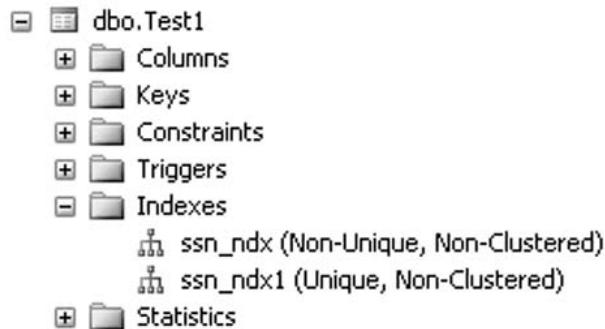 dbo.Test1
Columns
Keys
Constraints
Triggers
Indexes
ssn_ndx (Non-Unique, Non-Clustered)
ssn_ndx1 (Unique, Non-Clustered)
Statistics